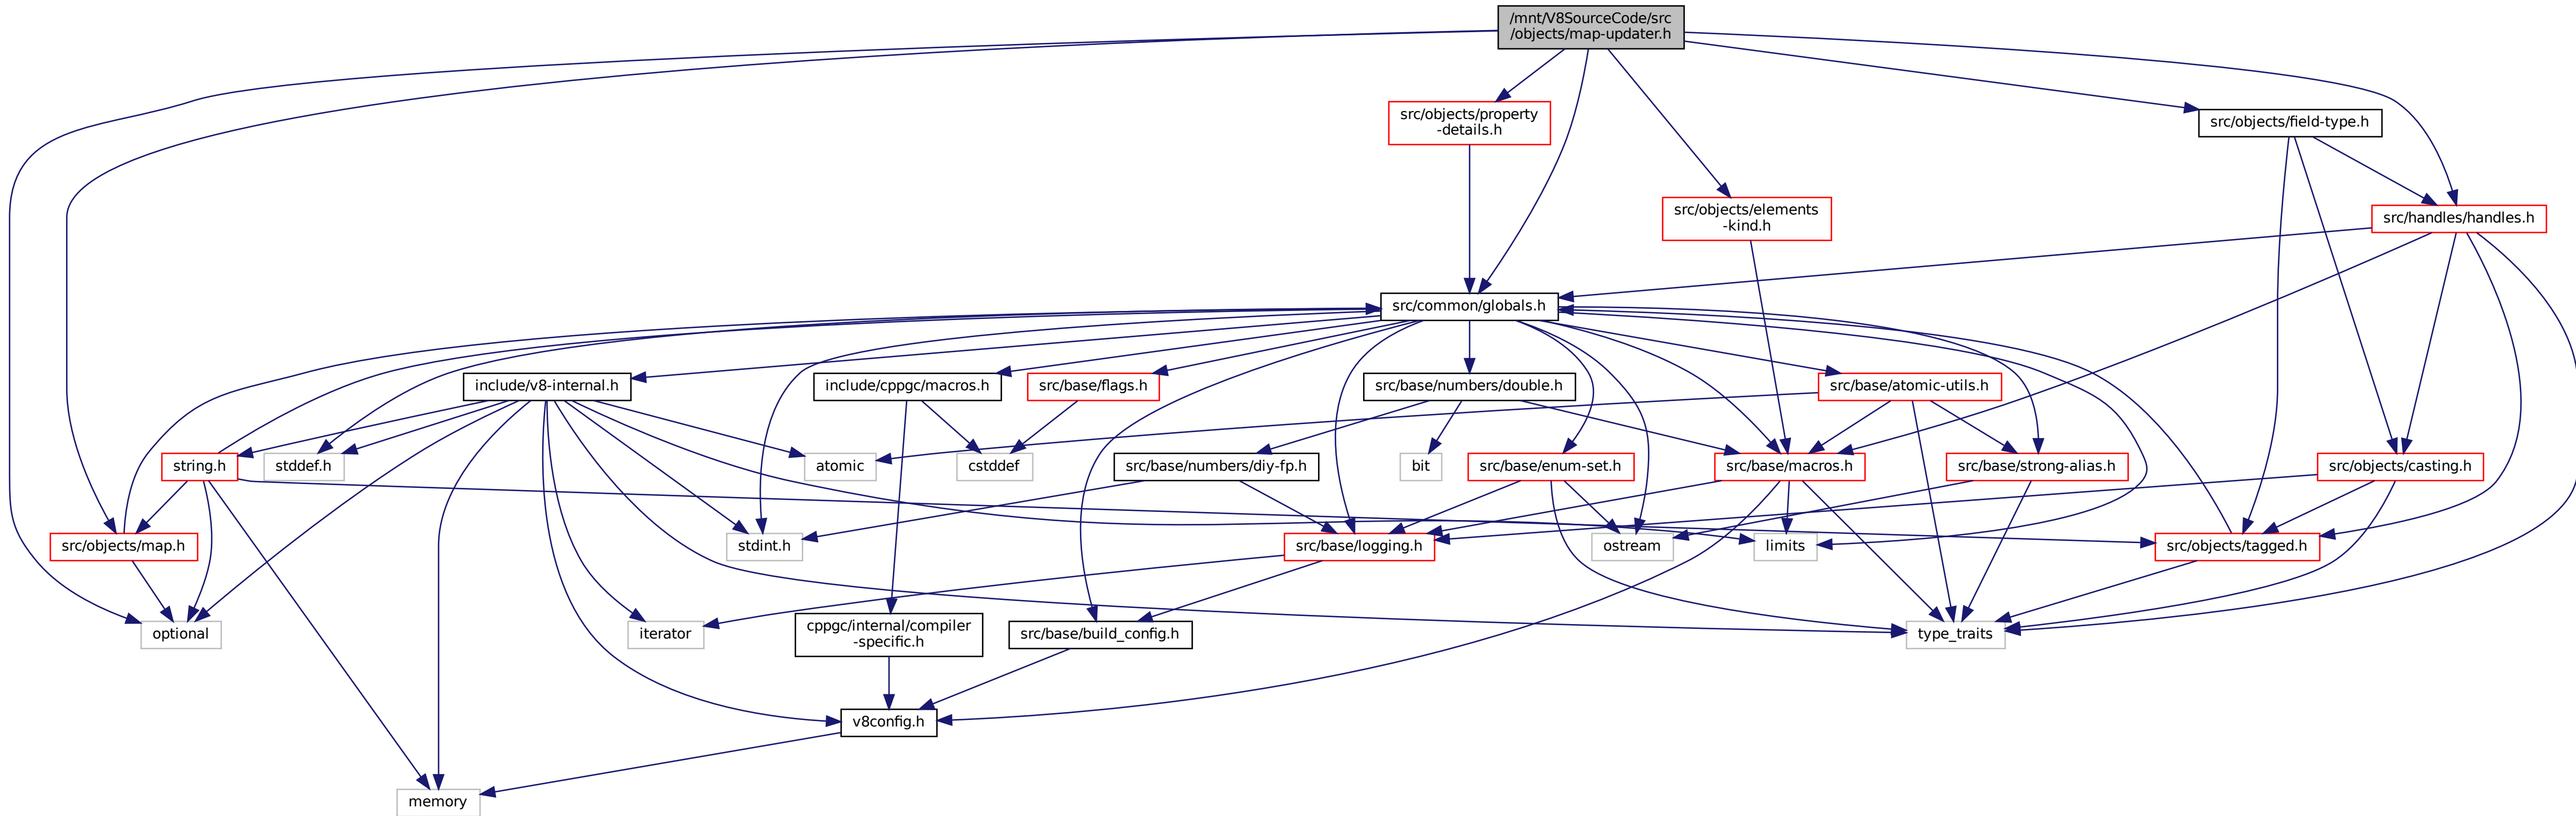 /mnt/V8SourceCode/src
/objects/map-updater.h
src/objects/property
-details.h
src/objects/field-type.h
src/objects/elements
-kind.h
src/handles/handles.h
src/common/globals.h
include/v8-internal.h
include/cppgc/macros.h
src/base/flags.h
src/base/numbers/double.h
src/base/atomic-utils.h
string.h
stddef.h
atomic
cstddef
src/base/numbers/diy-fp.h
bit
src/base/enum-set.h
src/base/macros.h
src/base/strong-alias.h
src/objects/casting.h
src/objects/map.h
stdint.h
src/base/logging.h
ostream
limits
src/objects/tagged.h
optional
iterator
cppgc/internal/compiler
-specific.h
src/base/build_config.h
type_traits
v8config.h
memory